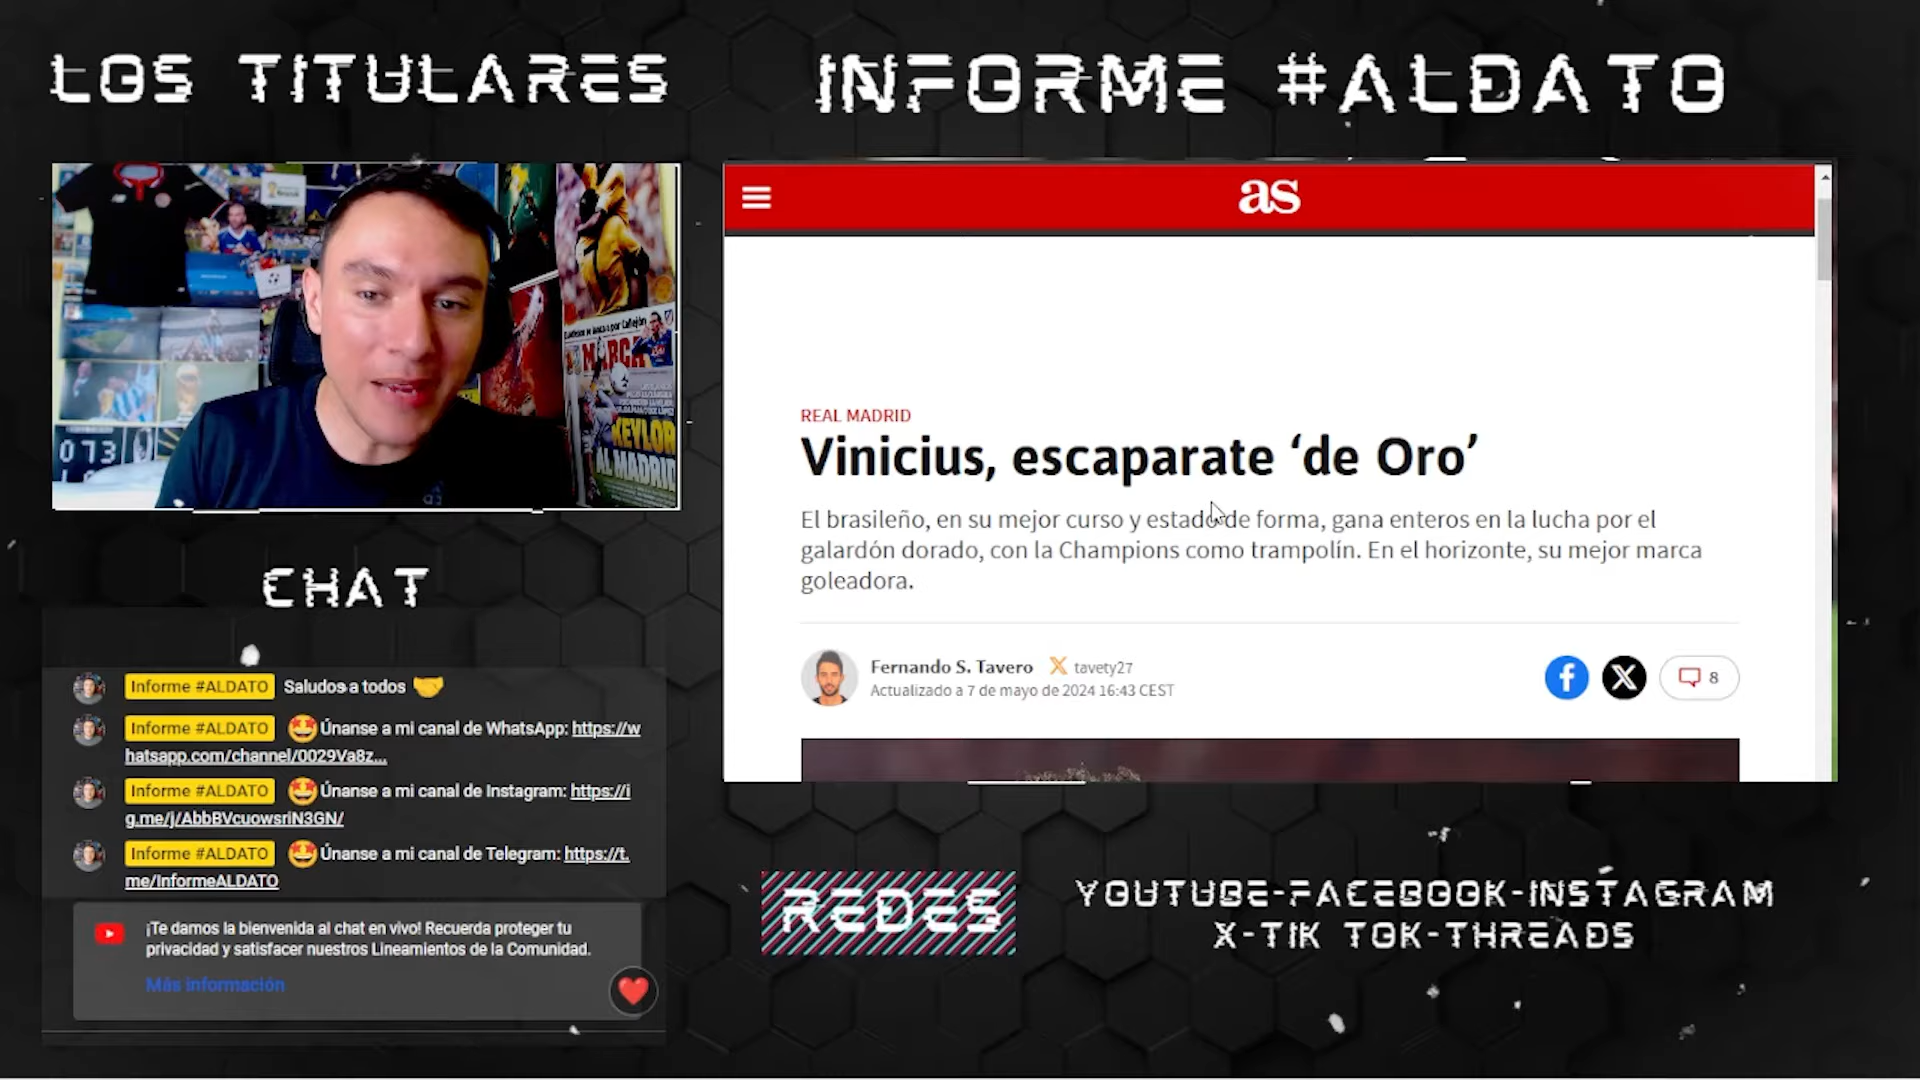 LOS TITULARES
INFORME #ALDATO
as
MARCA
KEYLOR
AL MADRID
073
REAL MADRID
Vinicius, escaparate ‘de Oro’
El brasileño, en su mejor curso y estado de forma, gana enteros en la lucha por el
galardón dorado, con la Champions como trampolín. En el horizonte, su mejor marca
goleadora.
Fernando S. Tavero tavety27
Actualizado a 7 de mayo de 2024 16:43 CEST
8
CHAT
Informe #ALDATO Saludos a todos 🤝
Informe #ALDATO 🤩Únanse a mi canal de WhatsApp: https://w
hatsapp.com/channel/0029Va8z...
Informe #ALDATO 🤩Únanse a mi canal de Instagram: https://i
g.me/j/AbbBVcuowsriN3GN/
Informe #ALDATO 🤩Únanse a mi canal de Telegram: https://t.
me/InformeALDATO
¡Te damos la bienvenida al chat en vivo! Recuerda proteger tu
privacidad y satisfacer nuestros Lineamientos de la Comunidad.
Más información
REDES
YOUTUBE-FACEBOOK-INSTAGRAM
X-TIK TOK-THREADS